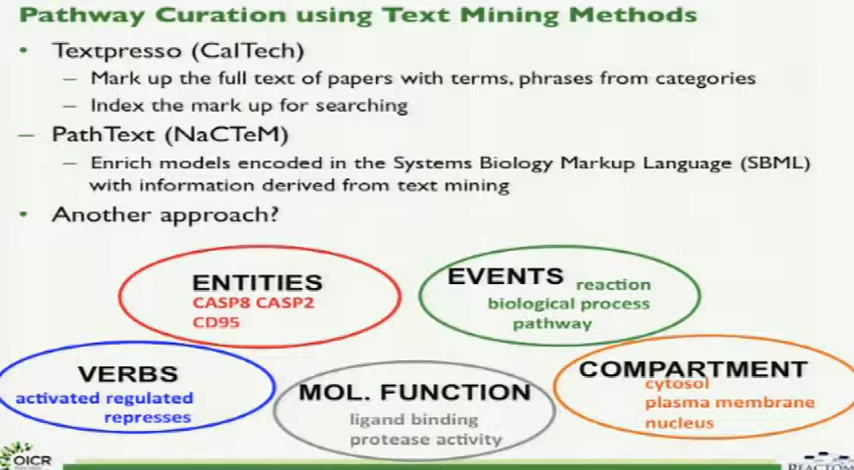 Pathway Curation using Text Mining Methods
• Textpresso (CalTech)
– Mark up the full text of papers with terms, phrases from categories
– Index the mark up for searching
– PathText (NaCTeM)
– Enrich models encoded in the Systems Biology Markup Language (SBML)
with information derived from text mining
• Another approach?
ENTITIES
CASP8 CASP2
CD95
EVENTS reaction
biological process
pathway
VERBS
activated regulated
represses
MOL. FUNCTION
ligand binding
protease activity
COMPARTMENT
cytosol
plasma membrane
nucleus
OICR